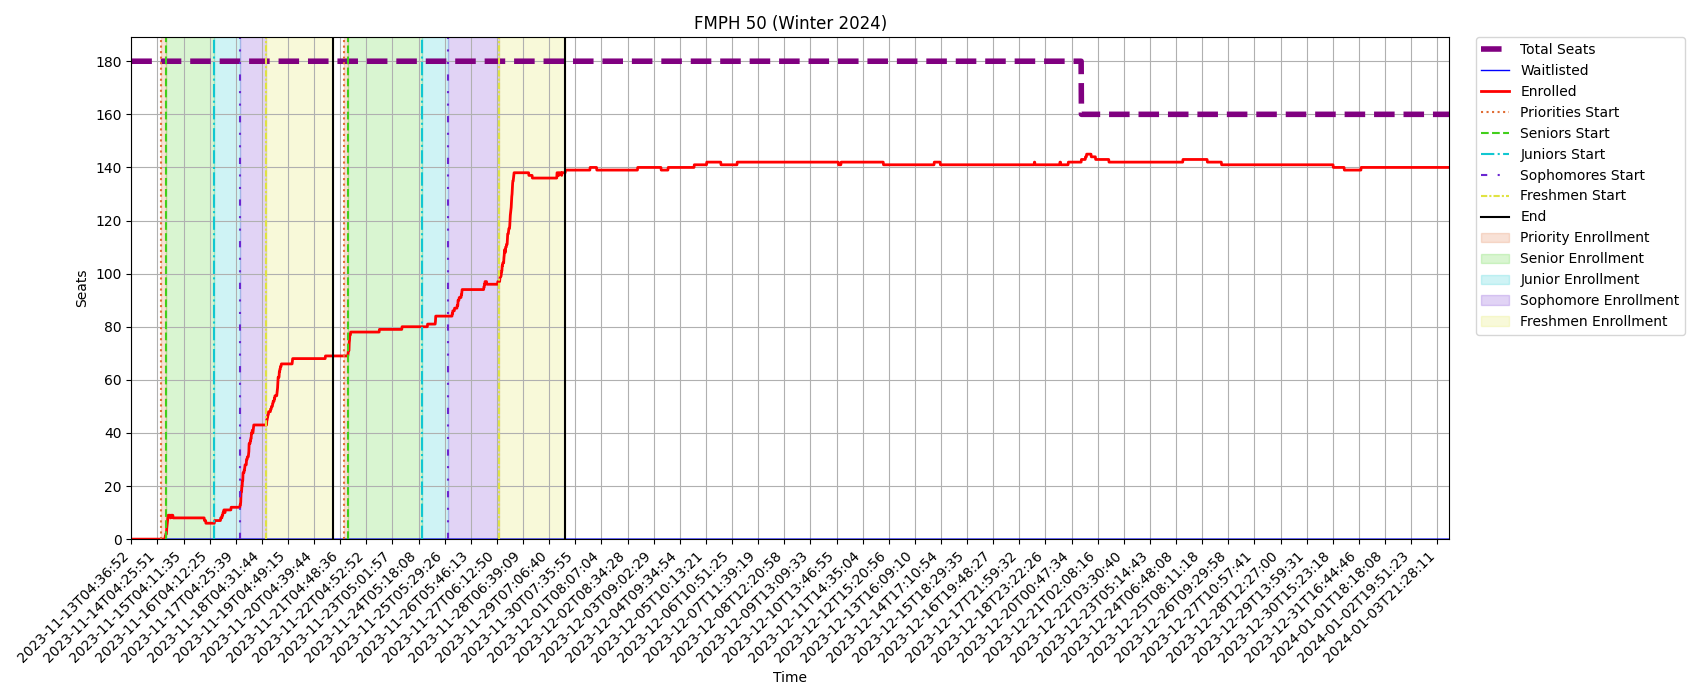 FMPH 50 (Winter 2024)
Seats
180
160
140
120
100
80
60
40
20
0
2023-11-13T04:36:52
2023-11-14T04:25:51
2023-11-15T04:11:35
2023-11-16T04:12:25
2023-11-17T04:25:39
2023-11-18T04:31:44
2023-11-19T04:49:15
2023-11-20T04:39:44
2023-11-21T04:48:36
2023-11-22T04:52:52
2023-11-23T05:01:57
2023-11-24T05:18:08
2023-11-25T05:29:26
2023-11-26T05:46:13
2023-11-27T06:12:50
2023-11-28T06:39:09
2023-11-29T07:06:40
2023-11-30T07:35:55
2023-12-01T08:07:04
2023-12-02T08:34:28
2023-12-03T09:02:29
2023-12-04T09:34:54
2023-12-05T10:13:21
2023-12-06T10:51:25
2023-12-07T11:39:19
2023-12-08T12:20:58
2023-12-09T13:09:33
2023-12-10T13:46:55
2023-12-11T14:35:04
2023-12-12T15:20:56
2023-12-13T16:09:10
2023-12-14T17:10:54
2023-12-15T18:29:35
2023-12-16T19:48:27
2023-12-17T21:59:32
2023-12-18T23:22:26
2023-12-20T00:47:34
2023-12-21T02:08:16
2023-12-22T03:30:40
2023-12-23T05:14:43
2023-12-24T06:48:08
2023-12-25T08:11:18
2023-12-26T09:29:58
2023-12-27T10:57:41
2023-12-28T12:27:00
2023-12-29T13:59:31
2023-12-30T15:23:18
2023-12-31T16:44:46
2024-01-01T18:18:08
2024-01-02T19:51:23
2024-01-03T21:28:11
Time
Total Seats
Waitlisted
Enrolled
Priorities Start
Seniors Start
Juniors Start
Sophomores Start
Freshmen Start
End
Priority Enrollment
Senior Enrollment
Junior Enrollment
Sophomore Enrollment
Freshmen Enrollment